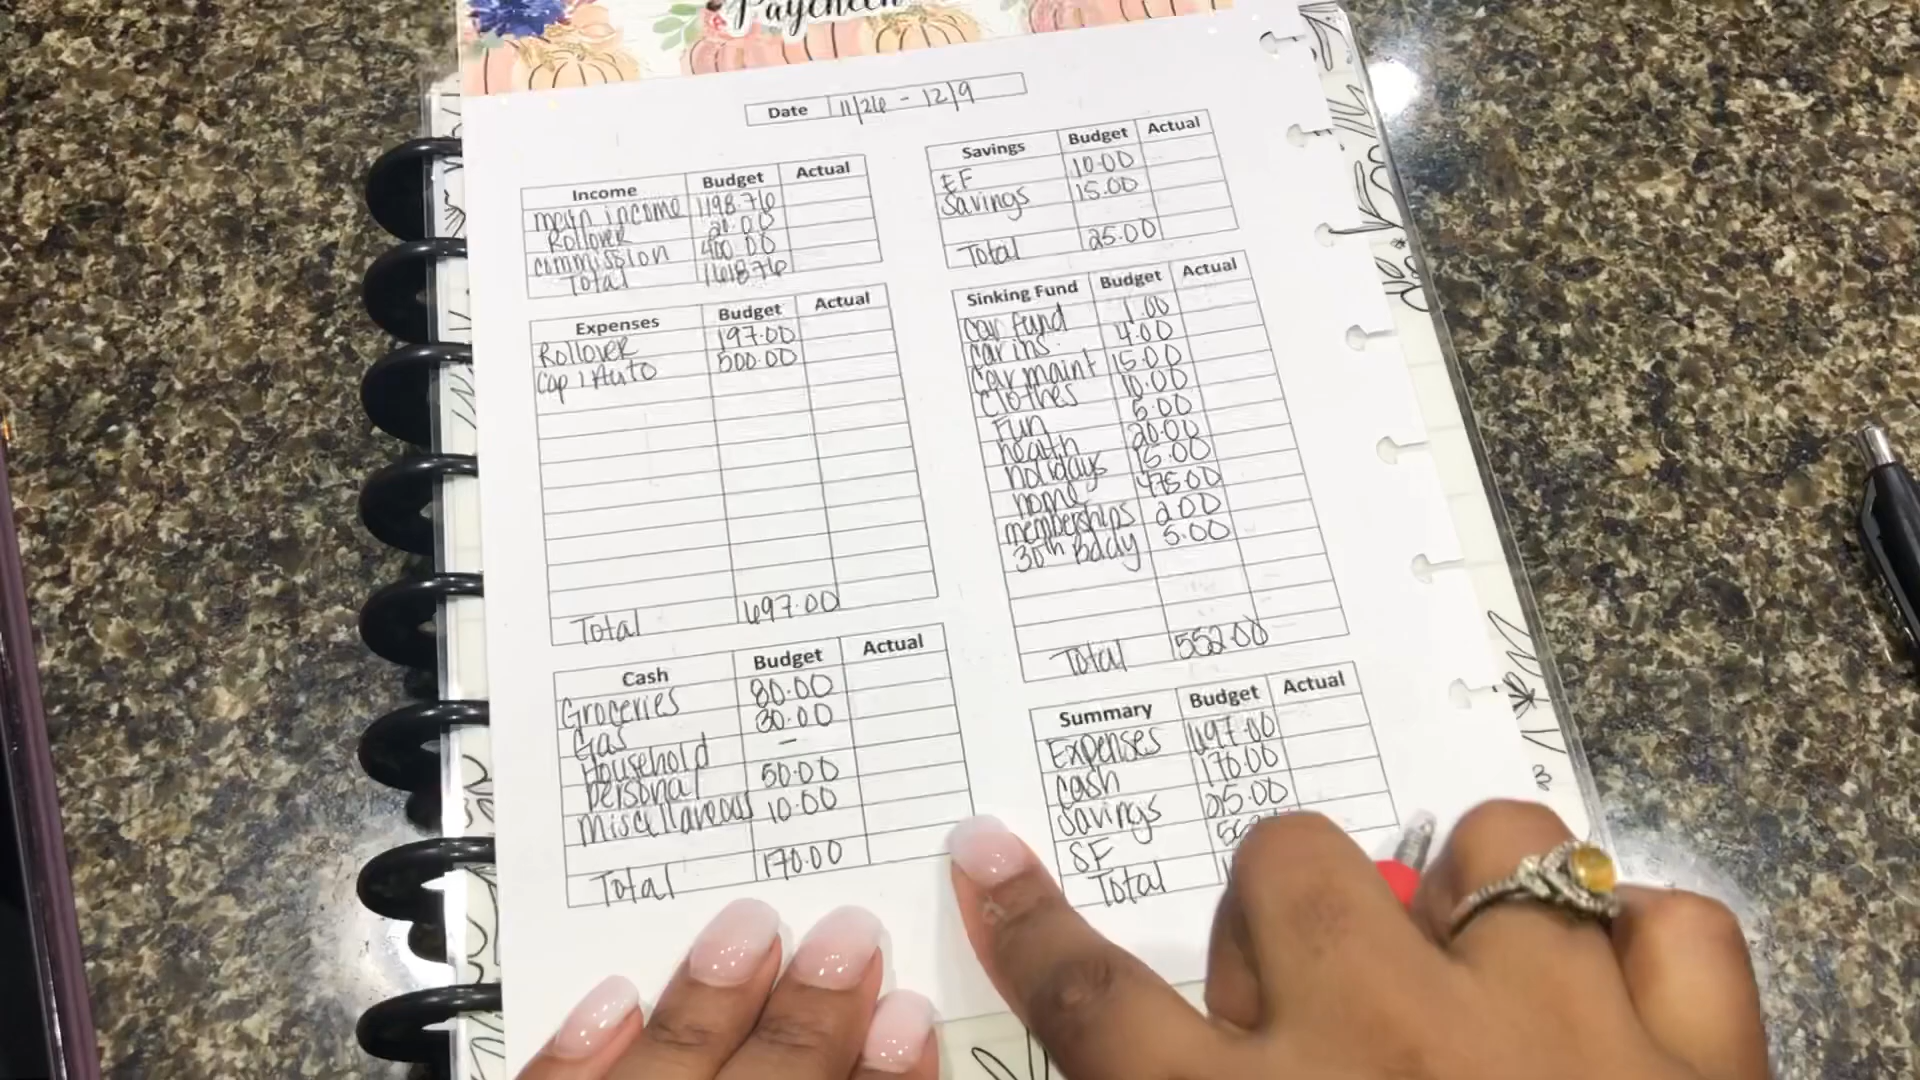 Paycheck
Date 11/26 - 12/9
Income Budget Actual
main income 1198.76
Rollover 20.00
commission 400.00
Total 1618.76
Expenses Budget Actual
Rollover 197.00
Cap 1 Auto 500.00
Total 697.00
Cash Budget Actual
Groceries 80.00
Gas 30.00
Household -
personal 50.00
miscellaneous 10.00
Total 170.00
Savings Budget Actual
EF 10.00
Savings 15.00
Total 25.00
Sinking Fund Budget Actual
car fund 1.00
car ins. 4.00
car maint 15.00
clothes 10.00
Fun 5.00
health 20.00
holidays 15.00
home 475.00
memberships 2.00
30th Bday 5.00
Total 552.00
Summary Budget Actual
Expenses 697.00
cash 170.00
Savings 25.00
SF
Total